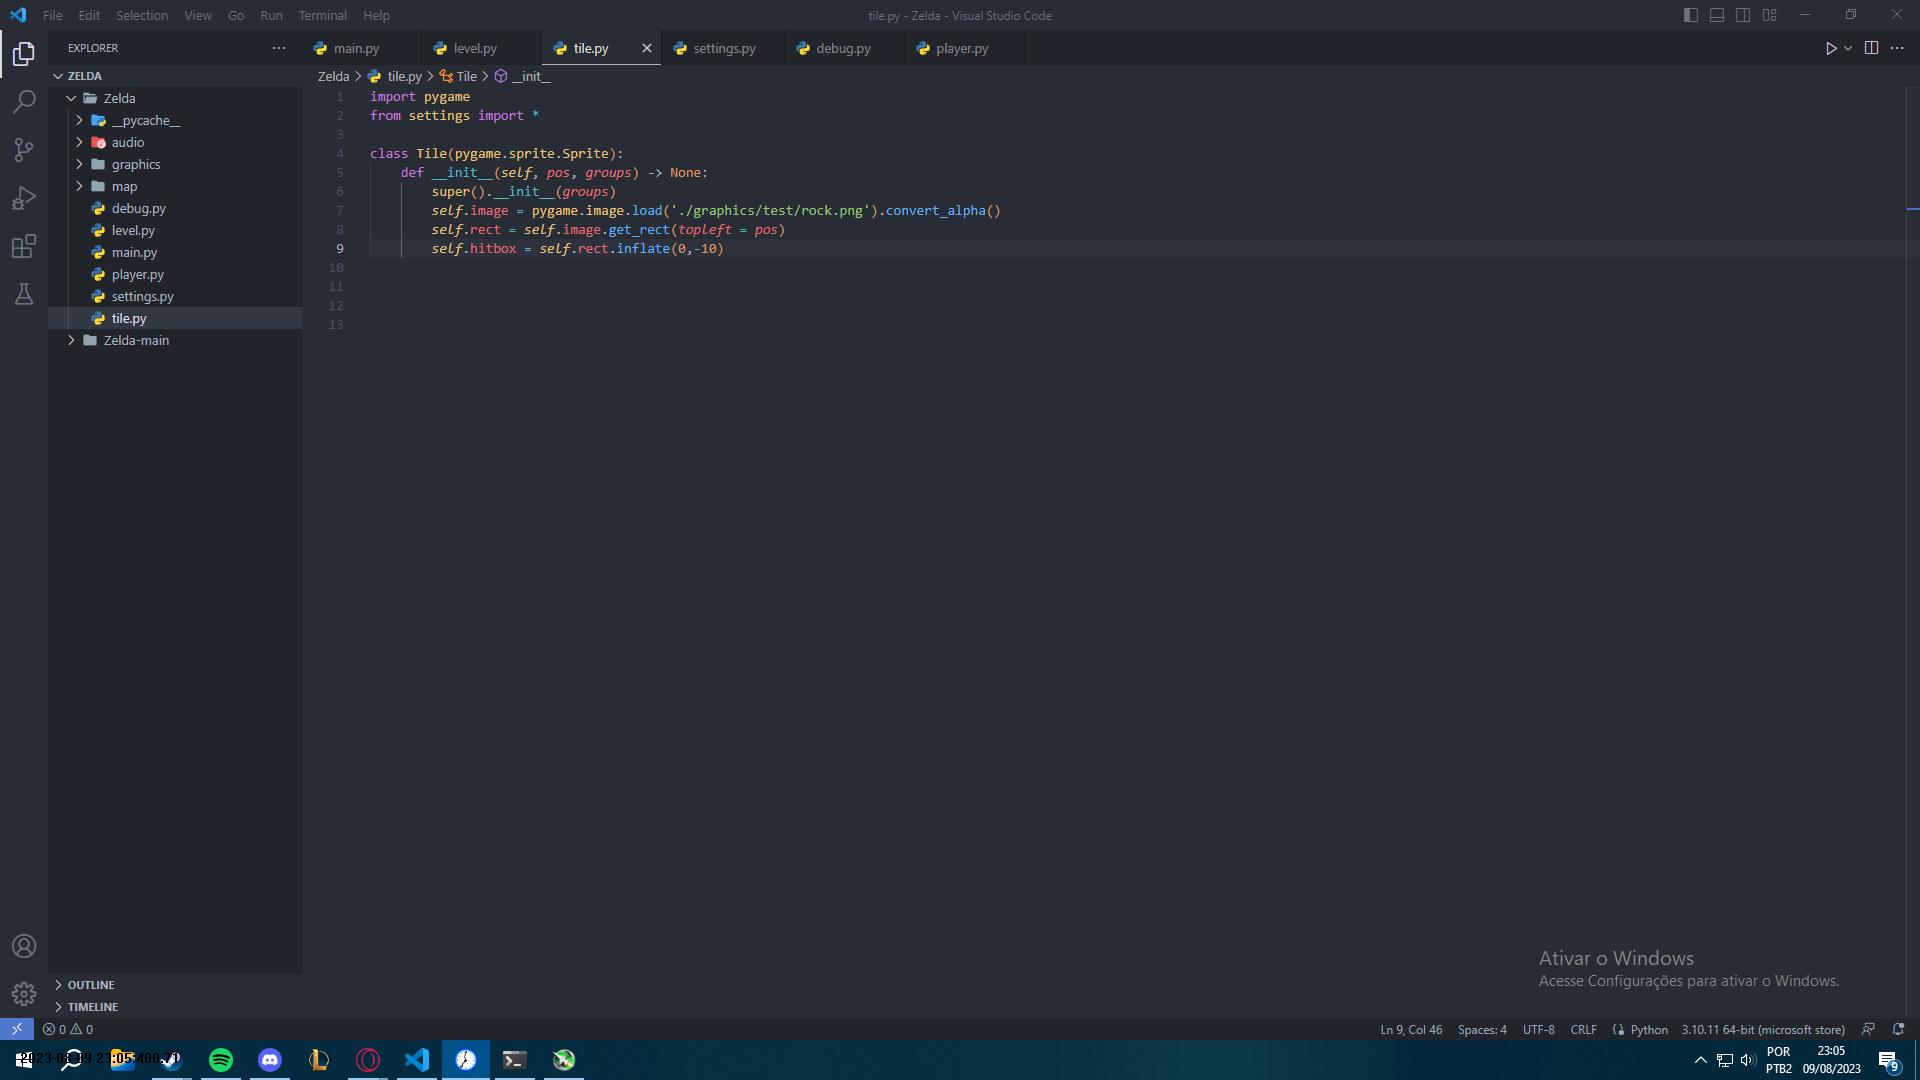 File Edit Selection View Go Run Terminal Help
tile.py - Zelda - Visual Studio Code
EXPLORER
main.py level.py tile.py settings.py debug.py player.py
ZELDA
Zelda
__pycache__
audio
graphics
map
debug.py
level.py
main.py
player.py
settings.py
tile.py
Zelda-main
OUTLINE
TIMELINE
Zelda > tile.py > Tile > __init__
1 import pygame
2 from settings import *
3
4 class Tile(pygame.sprite.Sprite):
5 def __init__(self, pos, groups) -> None:
6 super().__init__(groups)
7 self.image = pygame.image.load('./graphics/test/rock.png').convert_alpha()
8 self.rect = self.image.get_rect(topleft = pos)
9 self.hitbox = self.rect.inflate(0,-10)
10
11
12
13
Ativar o Windows
Acesse Configurações para ativar o Windows.
0 0
Ln 9, Col 46 Spaces: 4 UTF-8 CRLF Python 3.10.11 64-bit (microsoft store)
POR
PTB2
23:05
09/08/2023
9